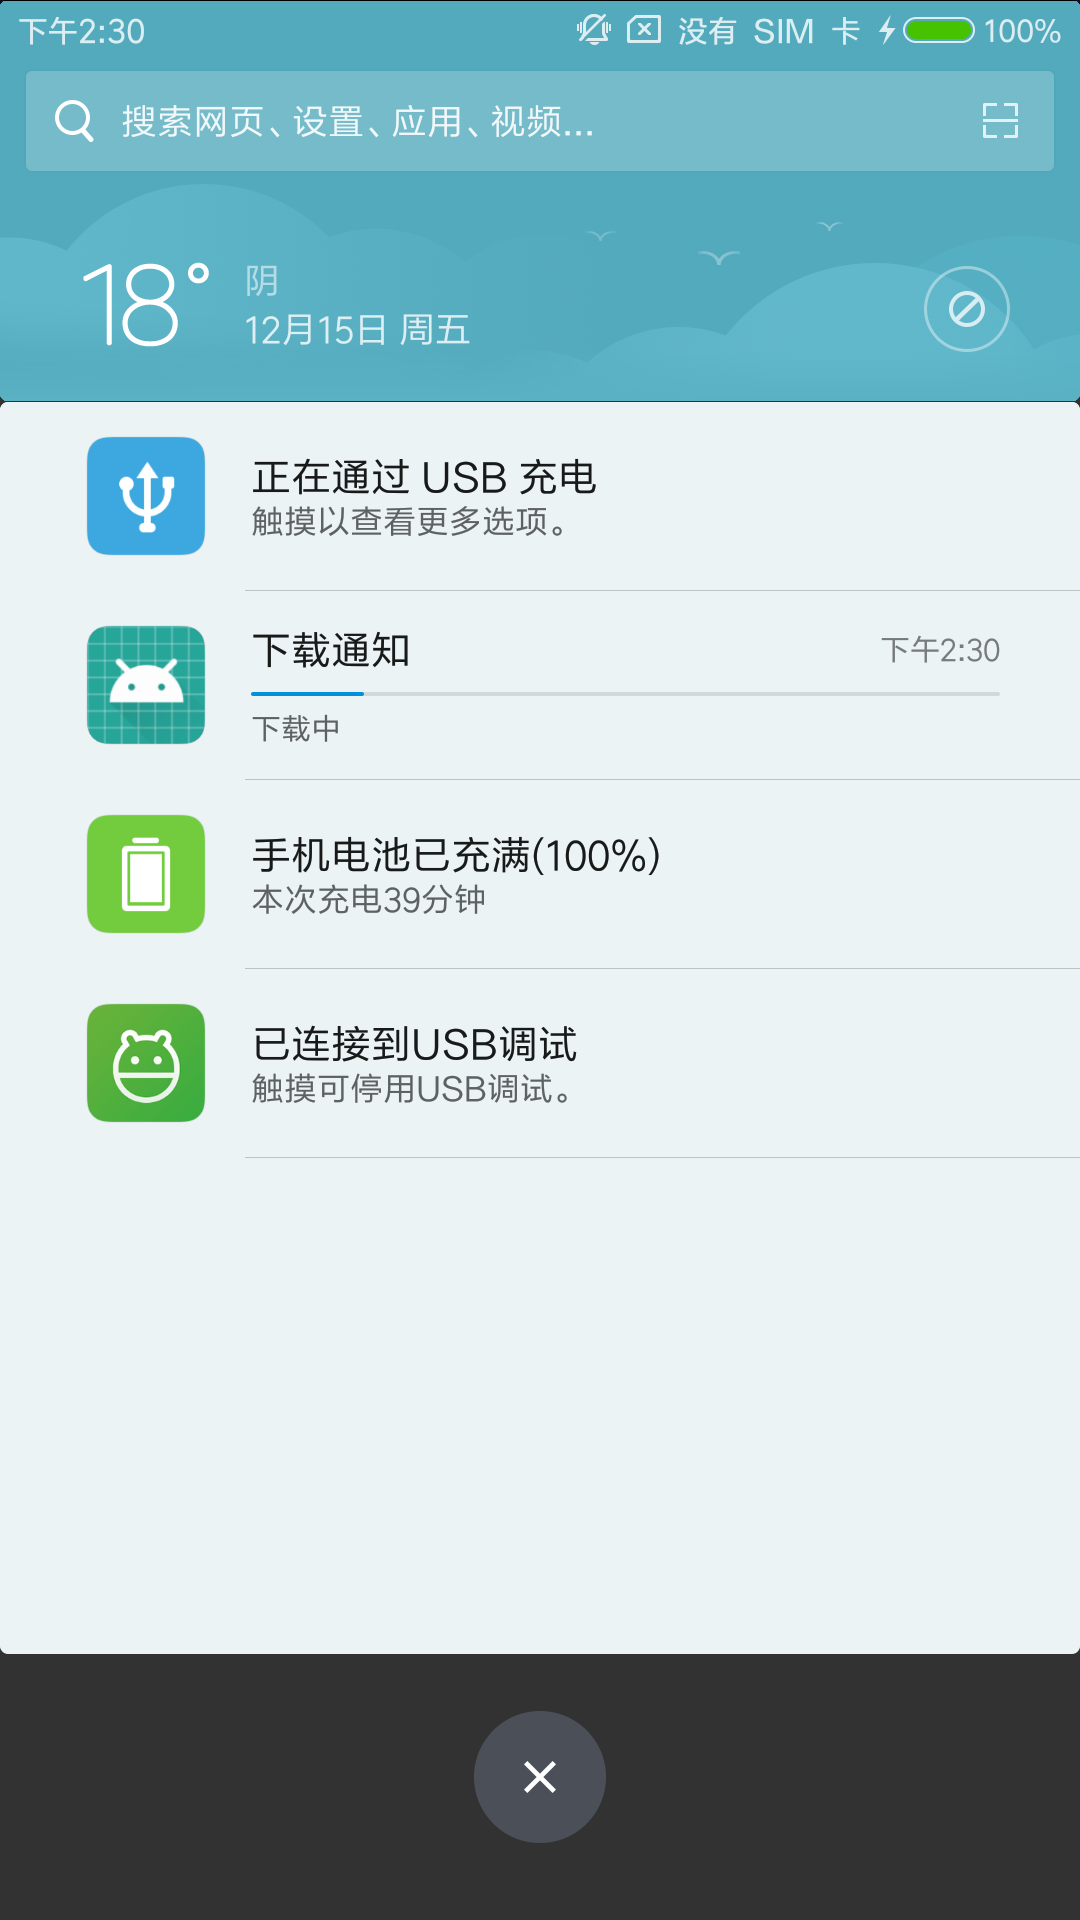 下午2:30 没有 SIM 卡 100%
搜索网页、设置、应用、视频...
18°
阴
12月15日 周五
正在通过 USB 充电
触摸以查看更多选项。
下载通知 下午2:30
下载中
手机电池已充满(100%)
本次充电39分钟
已连接到USB调试
触摸可停用USB调试。